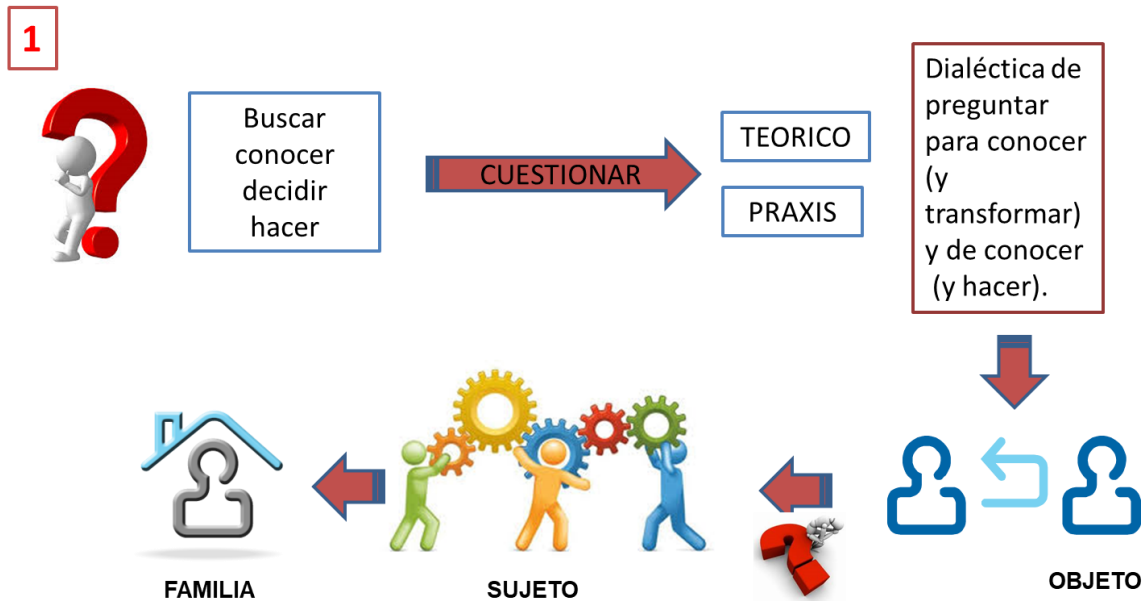 1
Buscar
conocer
decidir
hacer
CUESTIONAR
TEORICO
PRAXIS
Dialéctica de
preguntar
para conocer
(y
transformar)
y de conocer
(y hacer).
FAMILIA
SUJETO
OBJETO